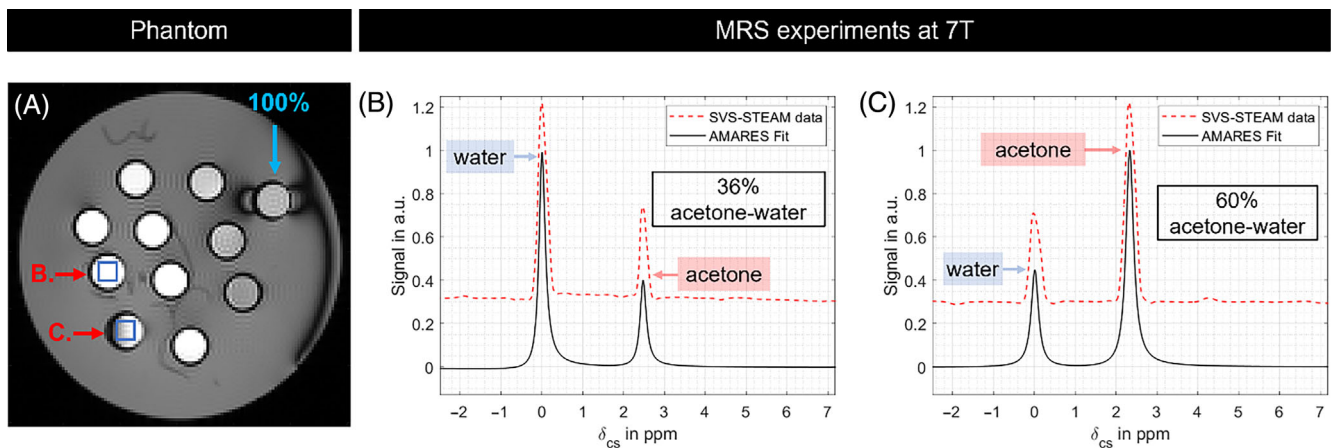 Phantom
MRS experiments at 7T
(A)
100%
B.
C.
(B)
Signal in a.u.
1.2
1
0.8
0.6
0.4
0.2
0
SVS-STEAM data
AMARES Fit
water
36%
acetone-water
acetone
−2 −1 0 1 2 3 4 5 6 7
δcs in ppm
(C)
Signal in a.u.
1.2
1
0.8
0.6
0.4
0.2
0
SVS-STEAM data
AMARES Fit
acetone
60%
acetone-water
water
−2 −1 0 1 2 3 4 5 6 7
δcs in ppm